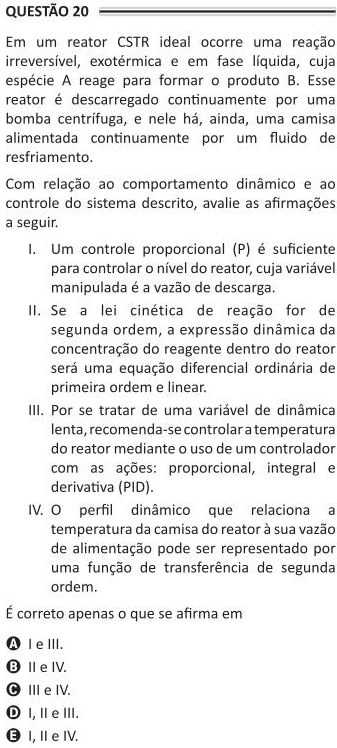 QUESTÃO 20
Em um reator CSTR ideal ocorre uma reação
irreversível, exotérmica e em fase líquida, cuja
espécie A reage para formar o produto B. Esse
reator é descarregado continuamente por uma
bomba centrífuga, e nele há, ainda, uma camisa
alimentada continuamente por um fluido de
resfriamento.
Com relação ao comportamento dinâmico e ao
controle do sistema descrito, avalie as afirmações
a seguir.
I. Um controle proporcional (P) é suficiente
para controlar o nível do reator, cuja variável
manipulada é a vazão de descarga.
II. Se a lei cinética de reação for de
segunda ordem, a expressão dinâmica da
concentração do reagente dentro do reator
será uma equação diferencial ordinária de
primeira ordem e linear.
III. Por se tratar de uma variável de dinâmica
lenta, recomenda-se controlar a temperatura
do reator mediante o uso de um controlador
com as ações: proporcional, integral e
derivativa (PID).
IV. O perfil dinâmico que relaciona a
temperatura da camisa do reator à sua vazão
de alimentação pode ser representado por
uma função de transferência de segunda
ordem.
É correto apenas o que se afirma em
A I e III.
B II e IV.
C III e IV.
D I, II e III.
E I, II e IV.